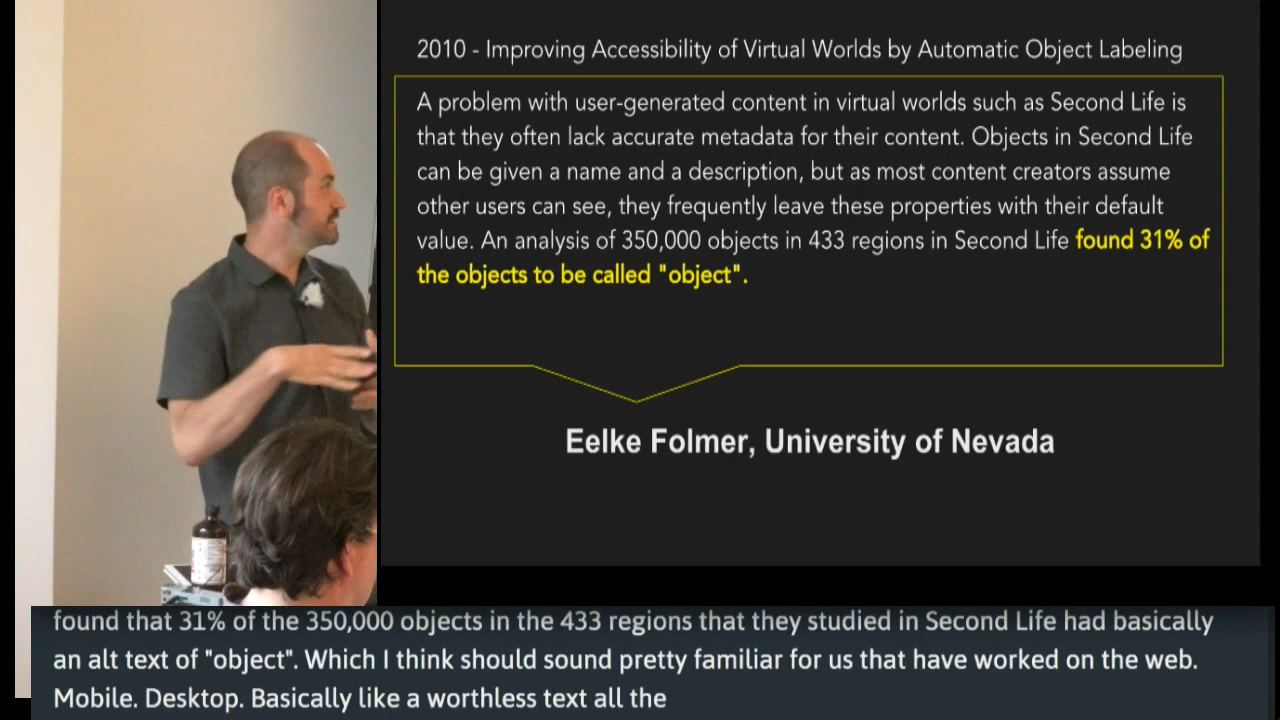 2010 - Improving Accessibility of Virtual Worlds by Automatic Object Labeling
A problem with user-generated content in virtual worlds such as Second Life is
that they often lack accurate metadata for their content. Objects in Second Life
can be given a name and a description, but as most content creators assume
other users can see, they frequently leave these properties with their default
value. An analysis of 350,000 objects in 433 regions in Second Life found 31% of
the objects to be called "object".
Eelke Folmer, University of Nevada
found that 31% of the 350,000 objects in the 433 regions that they studied in Second Life had basically
an alt text of "object". Which I think should sound pretty familiar for us that have worked on the web.
Mobile. Desktop. Basically like a worthless text all the